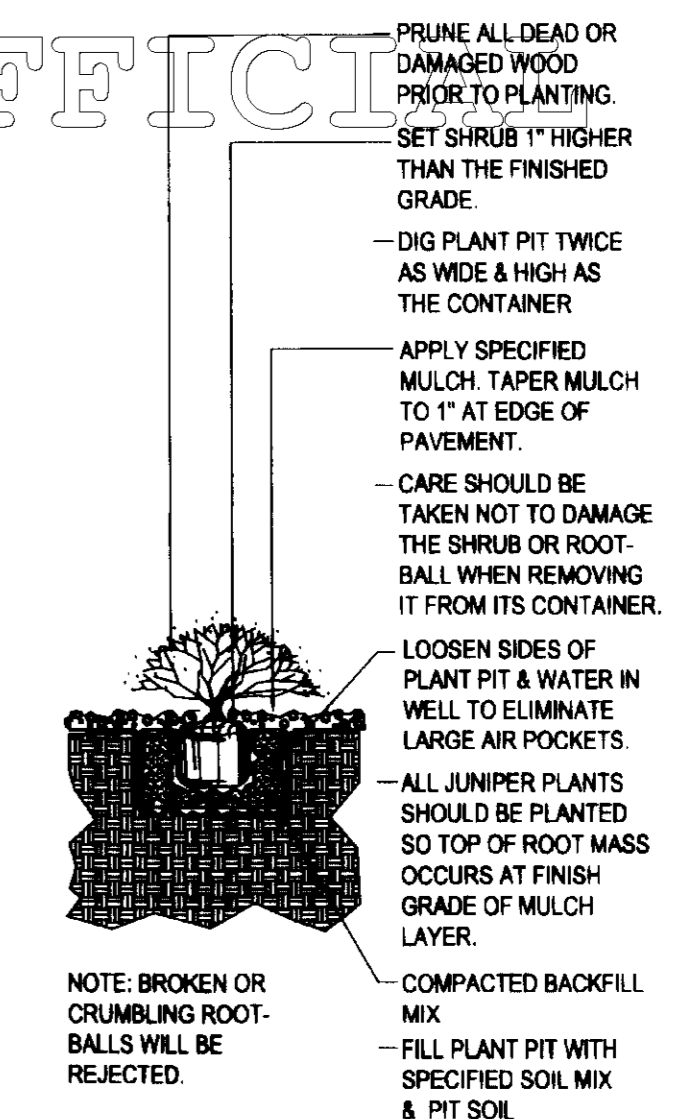 FFICIAL
PRUNE ALL DEAD OR
DAMAGED WOOD
PRIOR TO PLANTING.
SET SHRUB 1" HIGHER
THAN THE FINISHED
GRADE.
DIG PLANT PIT TWICE
AS WIDE & HIGH AS
THE CONTAINER
APPLY SPECIFIED
MULCH. TAPER MULCH
TO 1" AT EDGE OF
PAVEMENT.
CARE SHOULD BE
TAKEN NOT TO DAMAGE
THE SHRUB OR ROOT-
BALL WHEN REMOVING
IT FROM ITS CONTAINER.
LOOSEN SIDES OF
PLANT PIT & WATER IN
WELL TO ELIMINATE
LARGE AIR POCKETS.
ALL JUNIPER PLANTS
SHOULD BE PLANTED
SO TOP OF ROOT MASS
OCCURS AT FINISH
GRADE OF MULCH
LAYER.
COMPACTED BACKFILL
MIX
FILL PLANT PIT WITH
SPECIFIED SOIL MIX
& PIT SOIL
NOTE: BROKEN OR
CRUMBLING ROOT-
BALLS WILL BE
REJECTED.